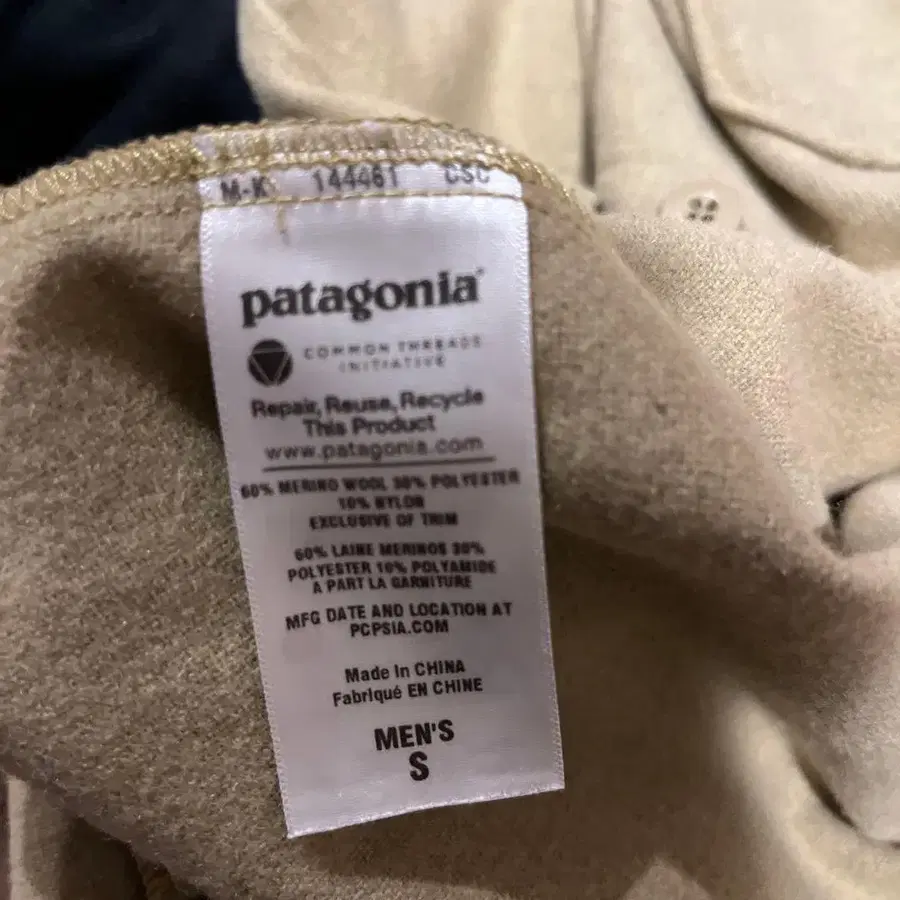 M-K 144461 CSC
patagonia®
COMMON THREADS
INITIATIVE
Repair, Reuse, Recycle
This Product
www.patagonia.com
60% MERINO WOOL 30% POLYESTER
10% NYLON
EXCLUSIVE OF TRIM
60% LAINE MERINOS 30%
POLYESTER 10% POLYAMIDE
A PART LA GARNITURE
MFG DATE AND LOCATION AT
PCPSIA.COM
Made in CHINA
Fabriqué EN CHINE
MEN'S
S